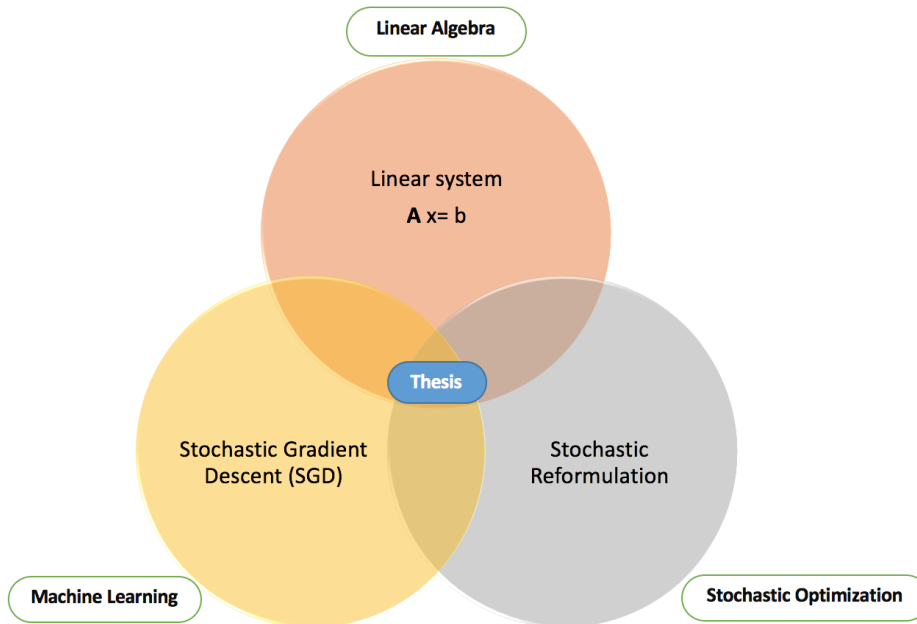 Linear Algebra
Linear system
A x= b
Thesis
Stochastic Gradient
Descent (SGD)
Stochastic
Reformulation
Machine Learning
Stochastic Optimization